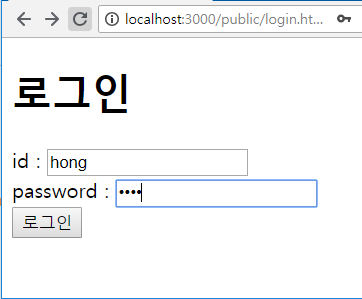 localhost:3000/public/login.ht...
로그인
id : hong
password : ••••
로그인